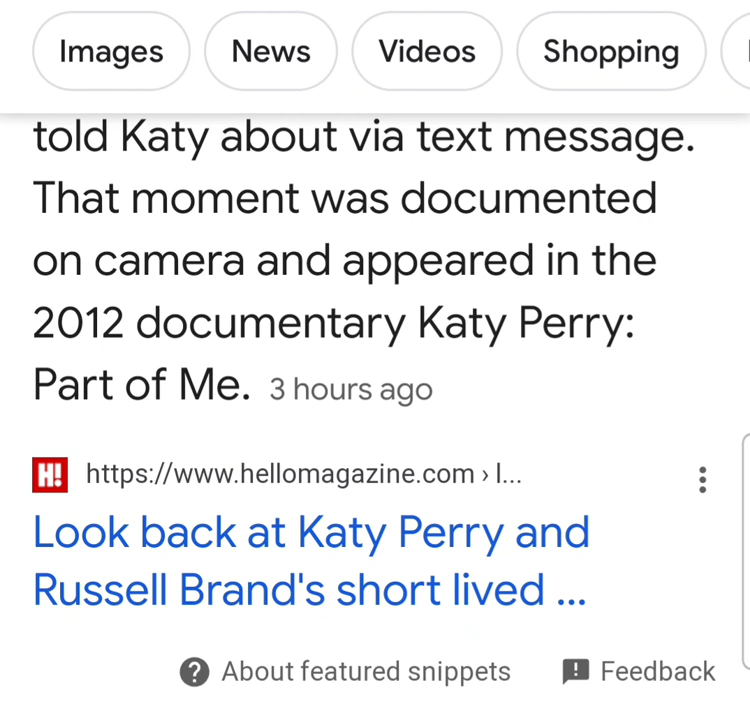 Images News Videos Shopping
told Katy about via text message.
That moment was documented
on camera and appeared in the
2012 documentary Katy Perry:
Part of Me. 3 hours ago
H! https://www.hellomagazine.com › l...
Look back at Katy Perry and
Russell Brand's short lived ...
About featured snippets Feedback